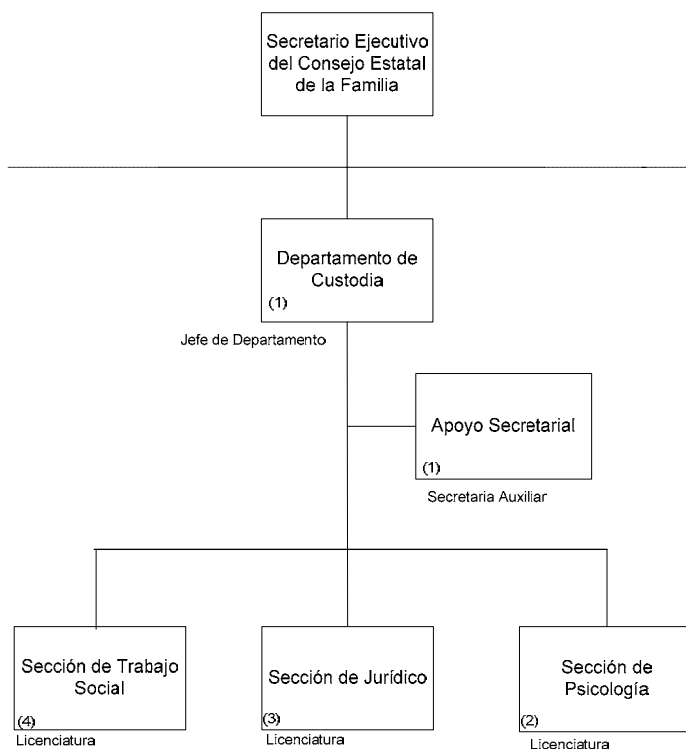 Secretario Ejecutivo
del Consejo Estatal
de la Familia
Departamento de
Custodia
(1)
Jefe de Departamento
Apoyo Secretarial
(1)
Secretaria Auxiliar
Sección de Trabajo
Social
(4)
Licenciatura
Sección de Jurídico
(3)
Licenciatura
Sección de
Psicología
(2)
Licenciatura